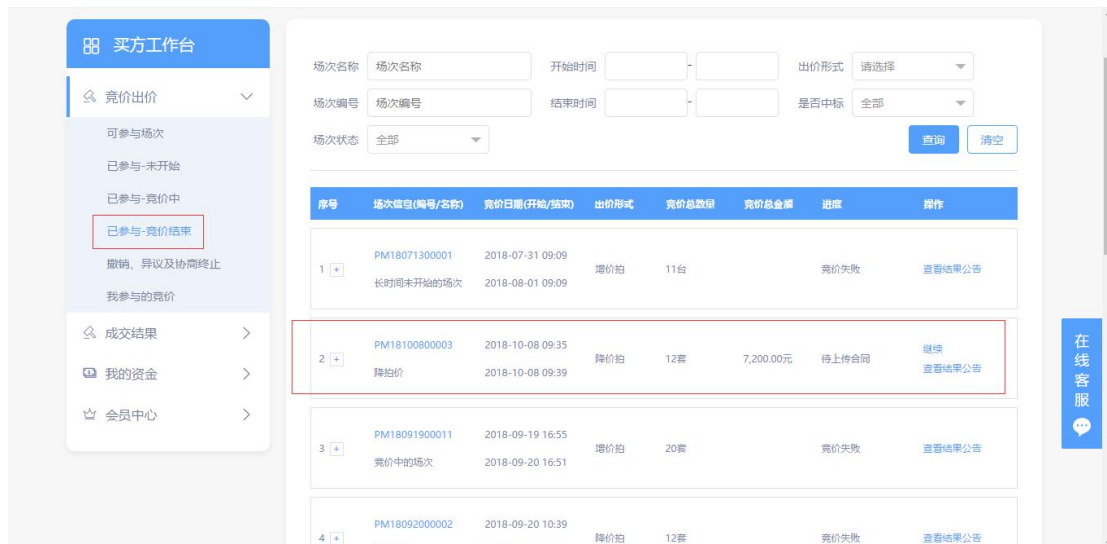 买方工作台
竞价出价
可参与场次
已参与-未开始
已参与-竞价中
已参与-竞价结束
撤销、异议及协商终止
我参与的竞价
成交结果
我的资金
会员中心
场次名称 场次名称 开始时间 - 出价形式 请选择
场次编号 场次编号 结束时间 - 是否中标 全部
场次状态 全部 查询 清空
序号 场次信息(编号/名称) 竞价日期(开始/结束) 出价形式 竞价总数量 竞价总金额 进度 操作
PM18071300001 2018-07-31 09:09
1 + 增价拍 11台 竞价失败 查看结果公告
长时间未开始的场次 2018-08-01 09:09
PM18100800003 2018-10-08 09:35 继续
2 + 降价拍 12套 7,200.00元 待上传合同
降拍价 2018-10-08 09:39 查看结果公告
PM18091900011 2018-09-19 16:55
3 + 增价拍 20套 竞价失败 查看结果公告
竞价中的场次 2018-09-20 16:51
PM18092000002 2018-09-20 10:39
4 + 降价拍 12套 竞价失败 查看结果公告
在线客服